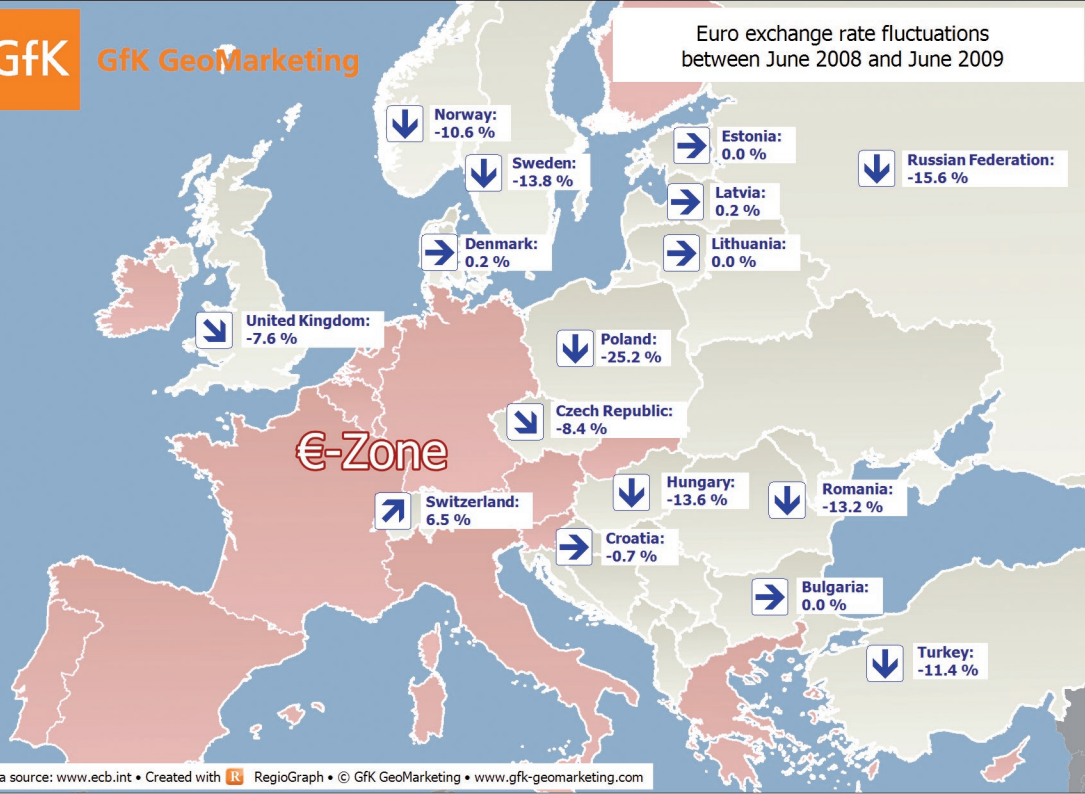 GfK
GfK GeoMarketing
Euro exchange rate fluctuations
between June 2008 and June 2009
Norway:
-10.6 %
Sweden:
-13.8 %
Estonia:
0.0 %
Russian Federation:
-15.6 %
Latvia:
0.2 %
Denmark:
0.2 %
Lithuania:
0.0 %
United Kingdom:
-7.6 %
Poland:
-25.2 %
Czech Republic:
-8.4 %
€-Zone
Switzerland:
6.5 %
Hungary:
-13.6 %
Romania:
-13.2 %
Croatia:
-0.7 %
Bulgaria:
0.0 %
Turkey:
-11.4 %
a source: www.ecb.int • Created with R RegioGraph • © GfK GeoMarketing • www.gfk-geomarketing.com